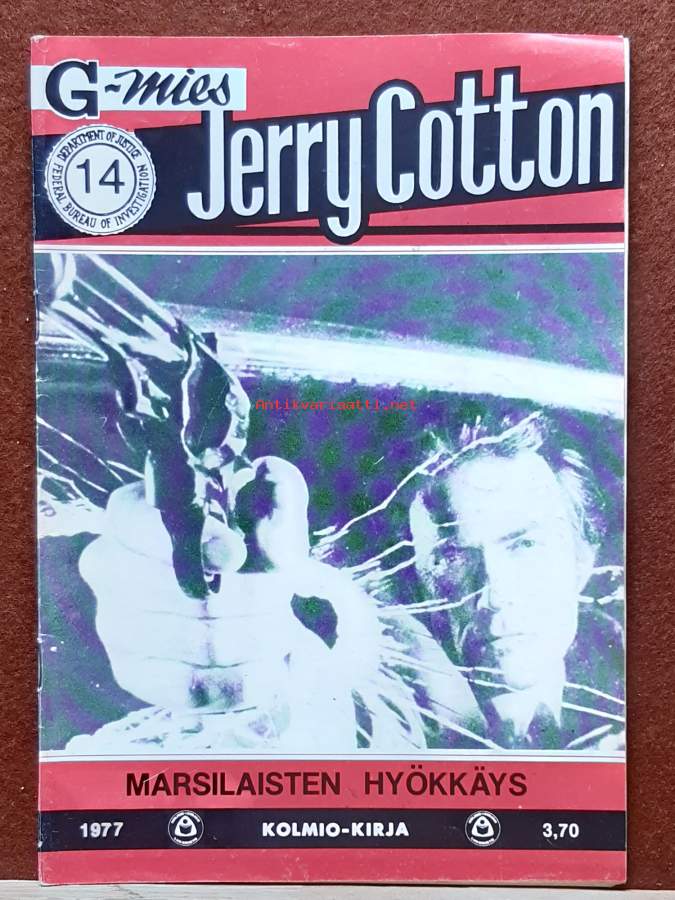 G-mies
Jerry Cotton
DEPARTMENT OF JUSTICE
14
FEDERAL BUREAU OF INVESTIGATION
Antikvariaatti.net
MARSILAISTEN HYÖKKÄYS
1977 KOLMIO-KIRJA 3,70